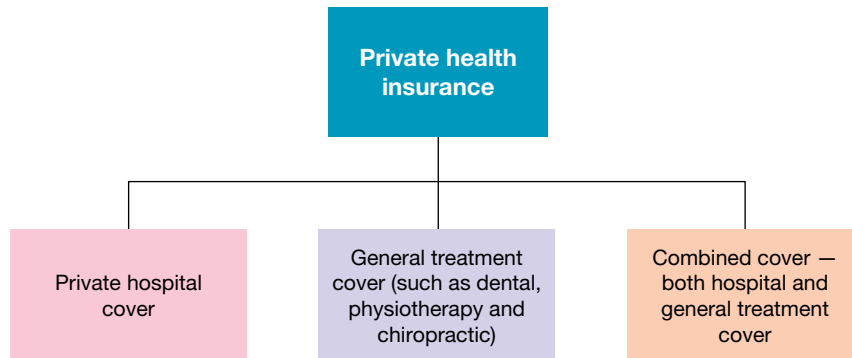 Private health
insurance
Private hospital
cover
General treatment
cover (such as dental,
physiotherapy and
chiropractic)
Combined cover —
both hospital and
general treatment
cover